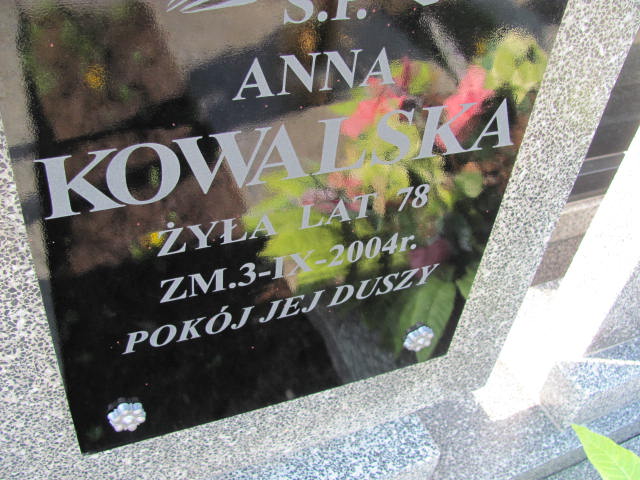 Ś.P.
ANNA
KOWALSKA
ŻYŁA LAT 78
ZM.3-IX-2004r.
POKÓJ JEJ DUSZY